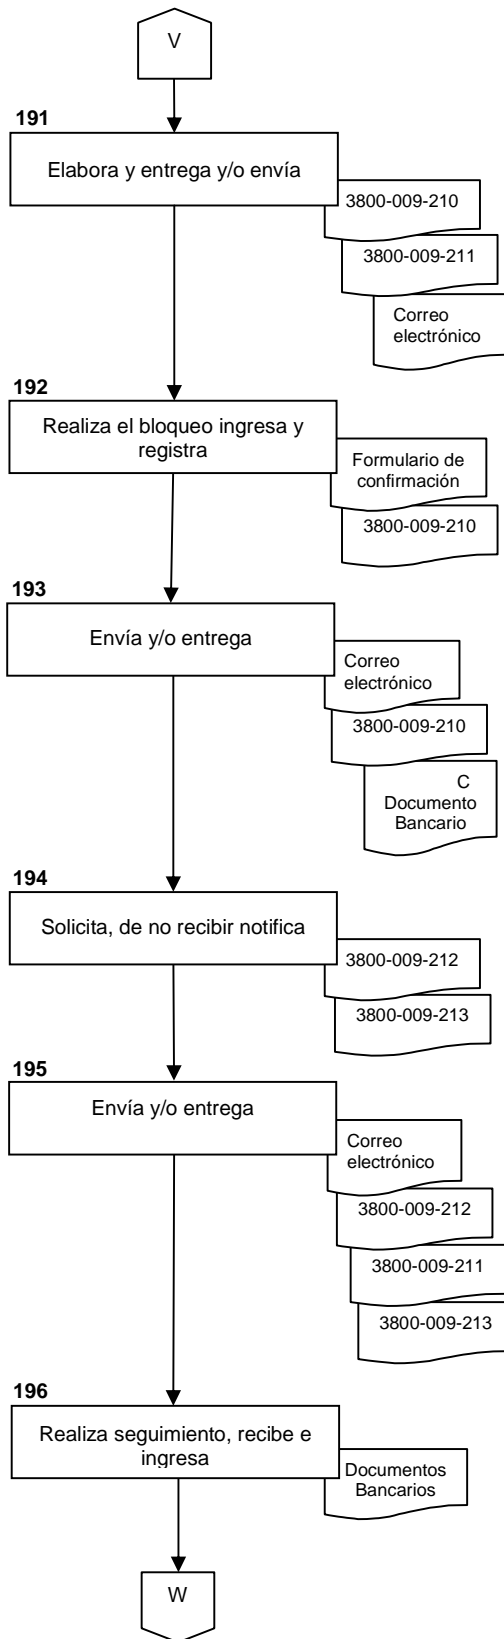 V
191
Elabora y entrega y/o envía
3800-009-210
3800-009-211
Correo
electrónico
192
Realiza el bloqueo ingresa y
registra
Formulario de
confirmación
3800-009-210
193
Envía y/o entrega
Correo
electrónico
3800-009-210
C
Documento
Bancario
194
Solicita, de no recibir notifica
3800-009-212
3800-009-213
195
Envía y/o entrega
Correo
electrónico
3800-009-212
3800-009-211
3800-009-213
196
Realiza seguimiento, recibe e
ingresa
Documentos
Bancarios
W